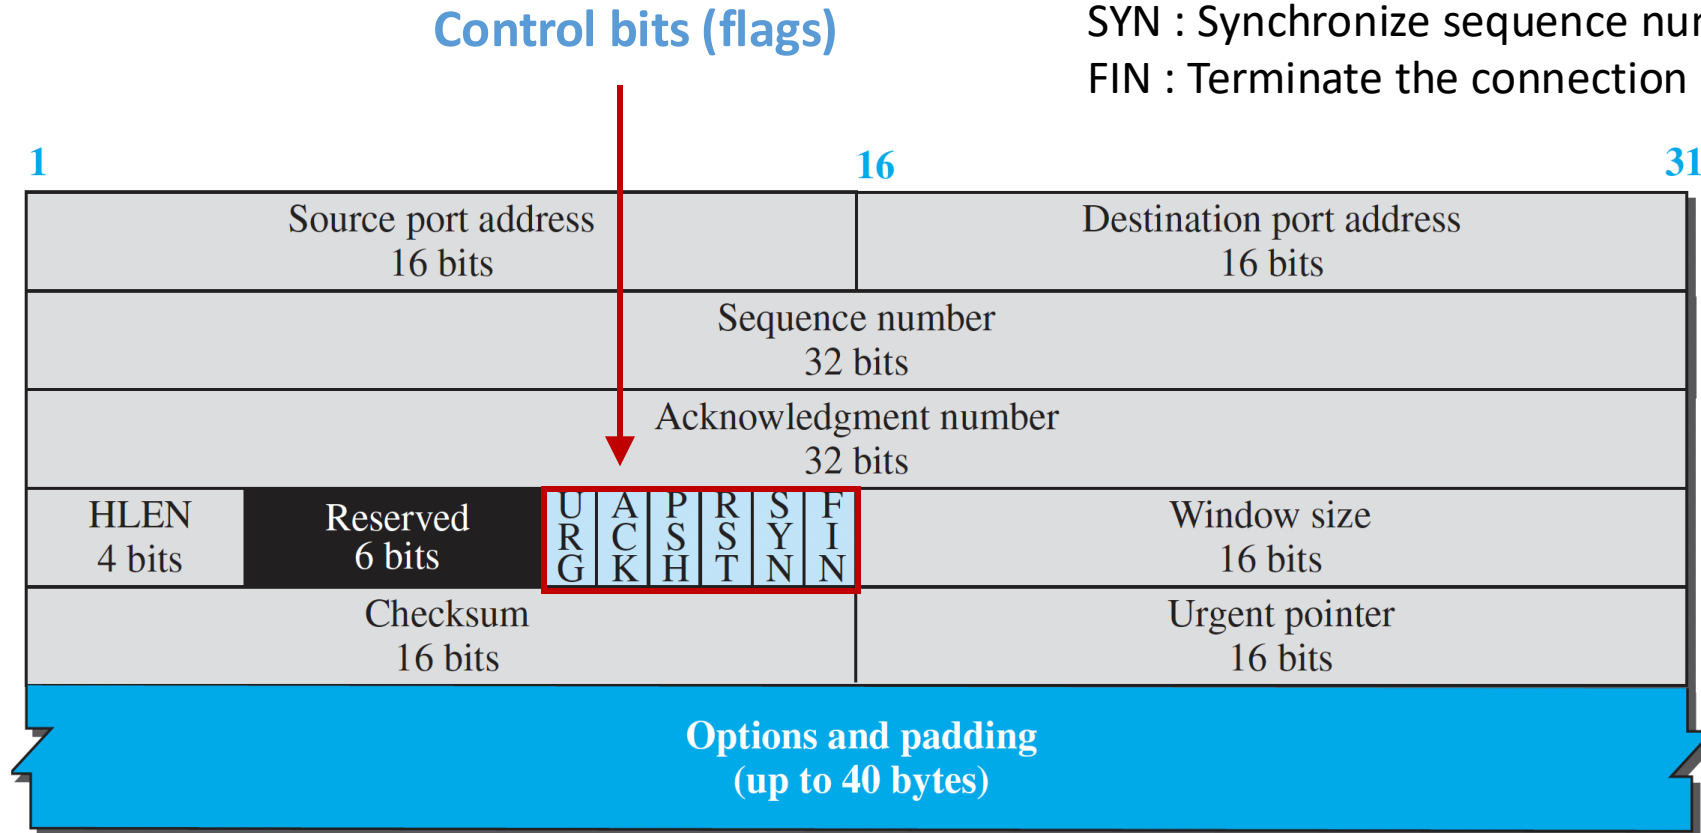 Control bits (flags)
SYN : Synchronize sequence
FIN : Terminate the connection
1 16 31
Source port address
16 bits
Destination port address
16 bits
Sequence number
32 bits
Acknowledgment number
32 bits
HLEN
4 bits
Reserved
6 bits
URG
ACK
PSH
RST
SYN
FIN
Window size
16 bits
Checksum
16 bits
Urgent pointer
16 bits
Options and padding
(up to 40 bytes)